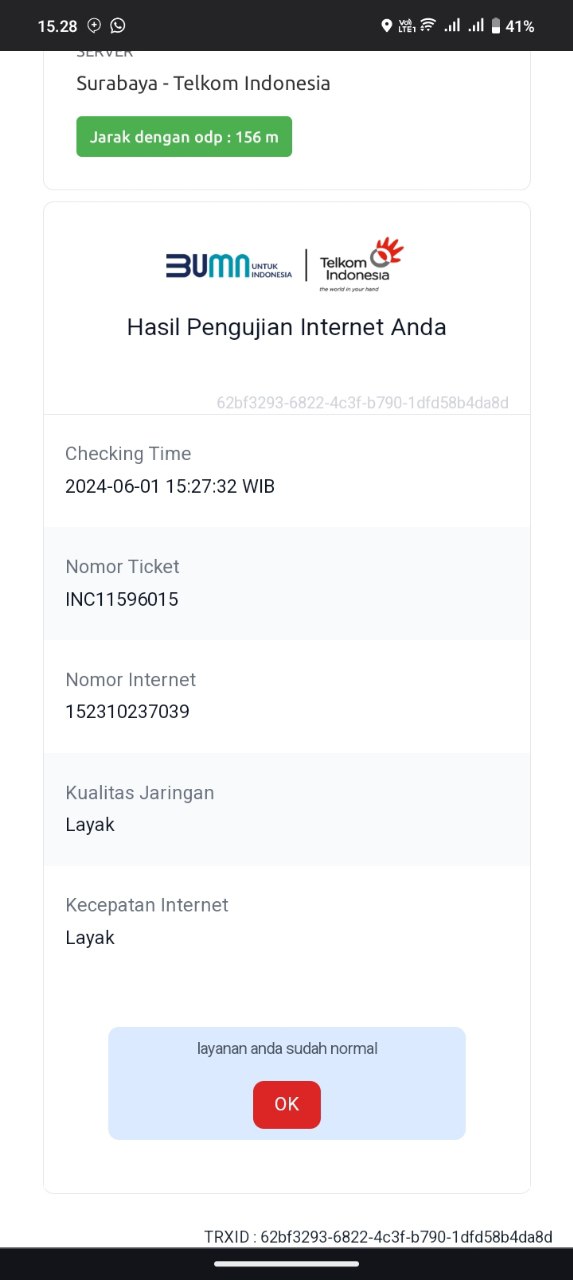 15.28
Vo)) LTE1
41%
SERVER
Surabaya - Telkom Indonesia
Jarak dengan odp : 156 m
BUMN UNTUK INDONESIA
Telkom Indonesia
the world in your hand
Hasil Pengujian Internet Anda
62bf3293-6822-4c3f-b790-1dfd58b4da8d
Checking Time
2024-06-01 15:27:32 WIB
Nomor Ticket
INC11596015
Nomor Internet
152310237039
Kualitas Jaringan
Layak
Kecepatan Internet
Layak
layanan anda sudah normal
OK
TRXID : 62bf3293-6822-4c3f-b790-1dfd58b4da8d